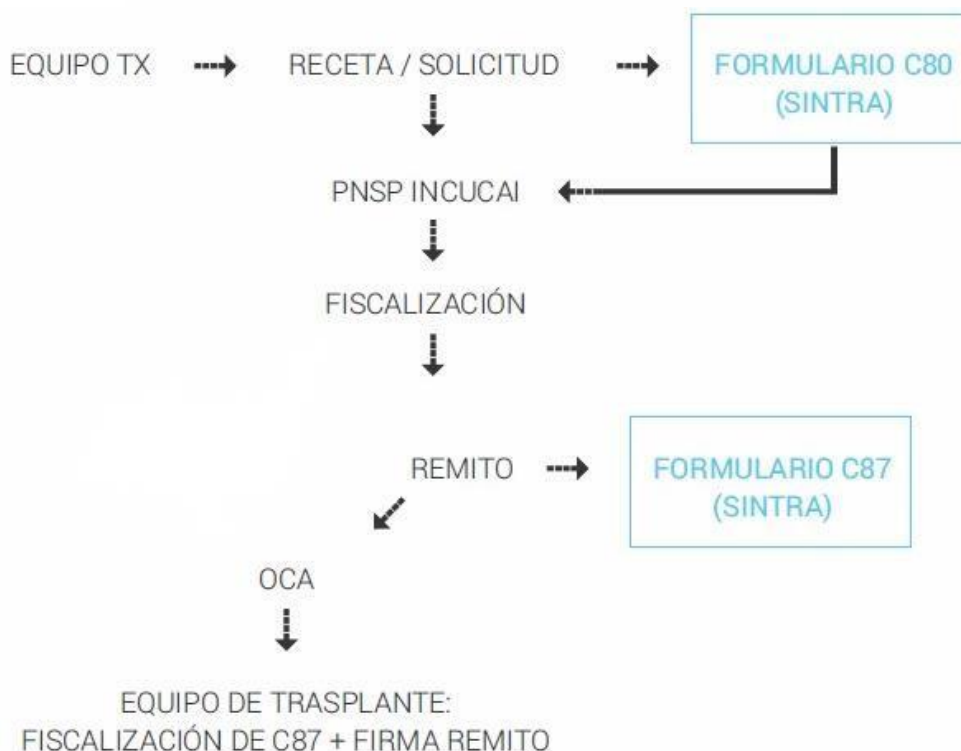 EQUIPO TX
RECETA / SOLICITUD
FORMULARIO C80
(SINTRA)
PNSP INCUCAI
FISCALIZACIÓN
REMITO
FORMULARIO C87
(SINTRA)
OCA
EQUIPO DE TRASPLANTE:
FISCALIZACIÓN DE C87 + FIRMA REMITO